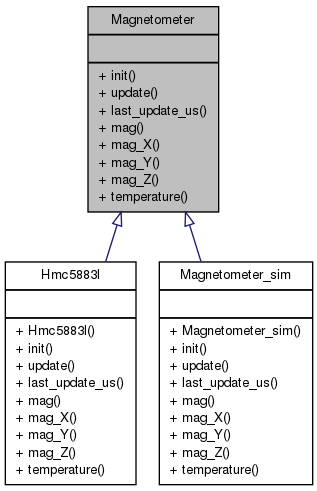 Magnetometer
+ init()
+ update()
+ last_update_us()
+ mag()
+ mag_X()
+ mag_Y()
+ mag_Z()
+ temperature()
Hmc5883l
+ Hmc5883l()
+ init()
+ update()
+ last_update_us()
+ mag()
+ mag_X()
+ mag_Y()
+ mag_Z()
+ temperature()
Magnetometer_sim
+ Magnetometer_sim()
+ init()
+ update()
+ last_update_us()
+ mag()
+ mag_X()
+ mag_Y()
+ mag_Z()
+ temperature()